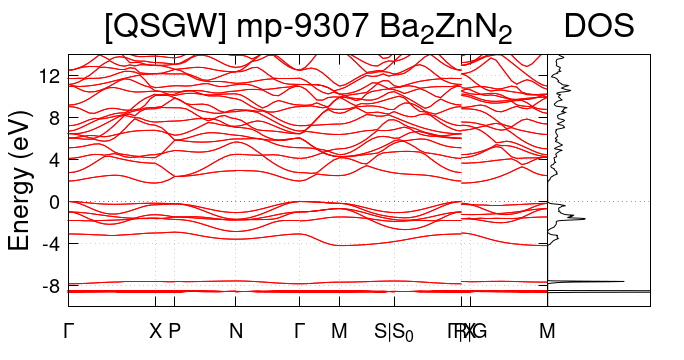 [QSGW] mp-9307 Ba₂ZnN₂ DOS
Energy (eV)
12
8
4
0
-4
-8
Γ X P N Γ M S|S₀ Γ|R|X|G M